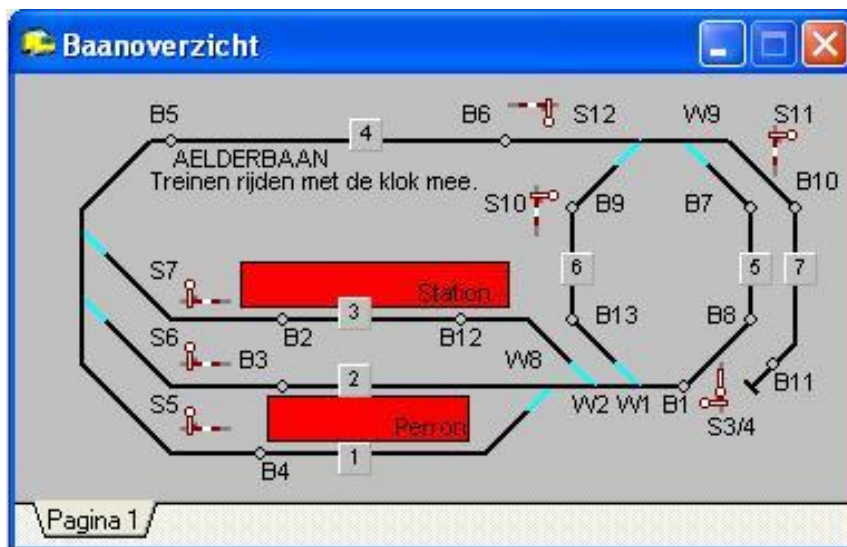 Baanoverzicht
B5 4 B6 S12 W9 S11
AELDERBAAN
Treinen rijden met de klok mee.
S10 B9 B7 B10
S7 Station 6 5 7
3
S6 B2 B12 B13 B8
B3 2 W8
S5 W2 W1 B1 B11
Perron S3/4
B4 1
Pagina 1